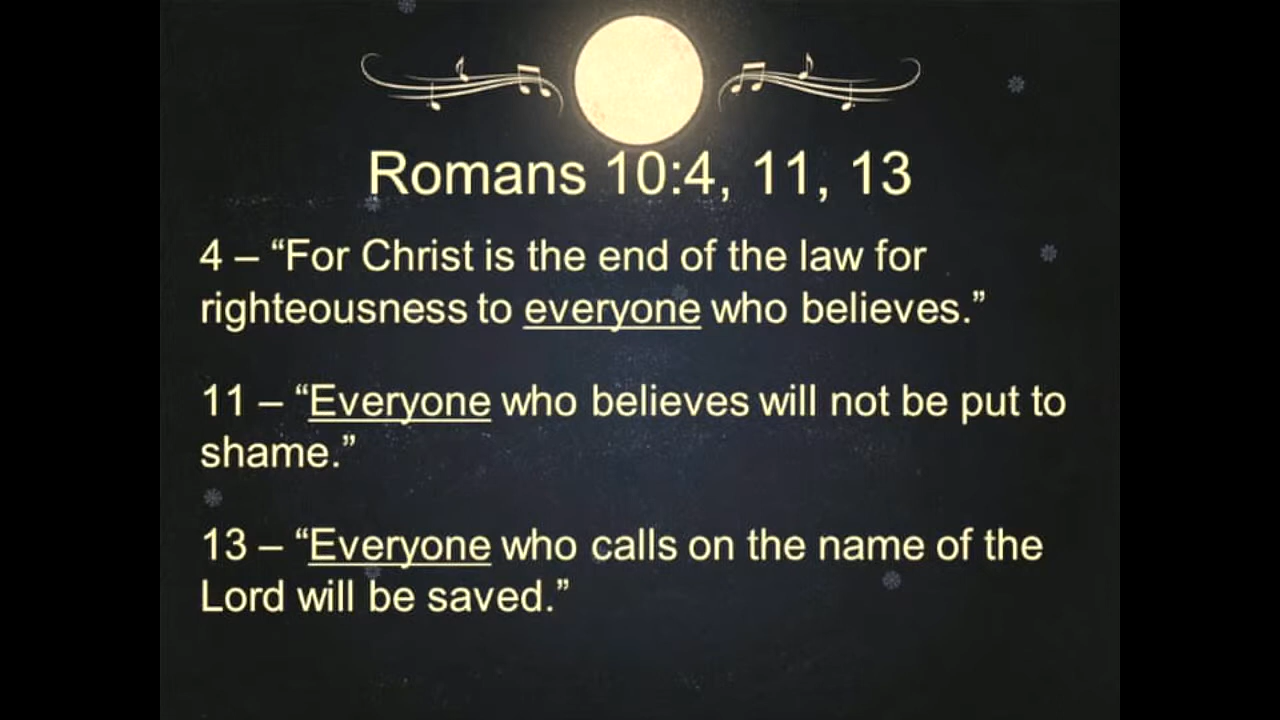 Romans 10:4, 11, 13
4 – “For Christ is the end of the law for
righteousness to everyone who believes.”
11 – “Everyone who believes will not be put to
shame.”
13 – “Everyone who calls on the name of the
Lord will be saved.”